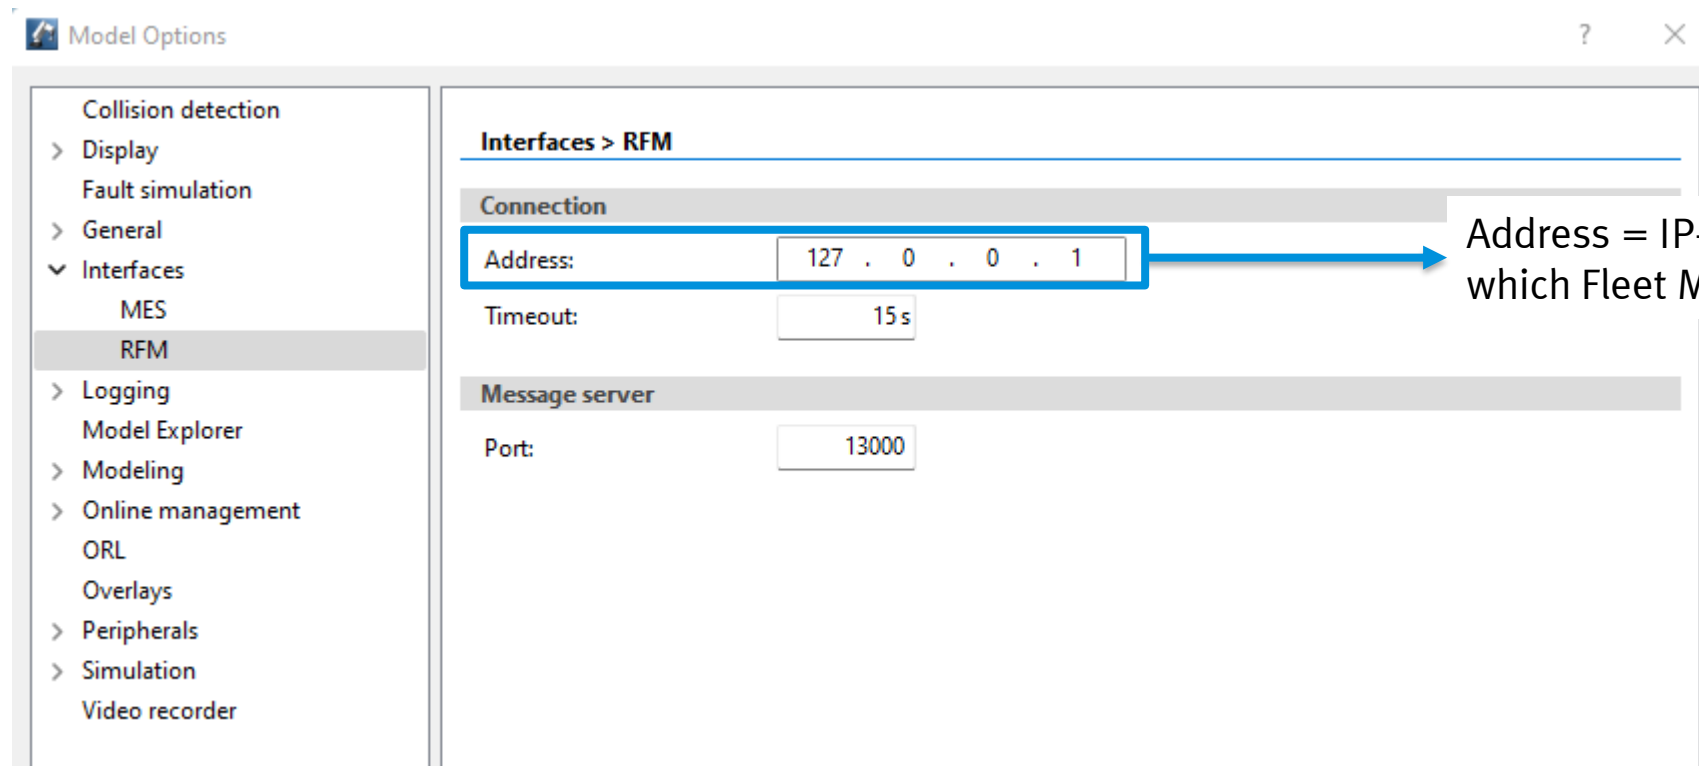 Model Options
?
Collision detection
Display
Fault simulation
General
Interfaces
MES
RFM
Logging
Model Explorer
Modeling
Online management
ORL
Overlays
Peripherals
Simulation
Video recorder
Interfaces > RFM
Connection
Address: 127 . 0 . 0 . 1
Timeout: 15 s
Message server
Port: 13000
Address = IP-
which Fleet M